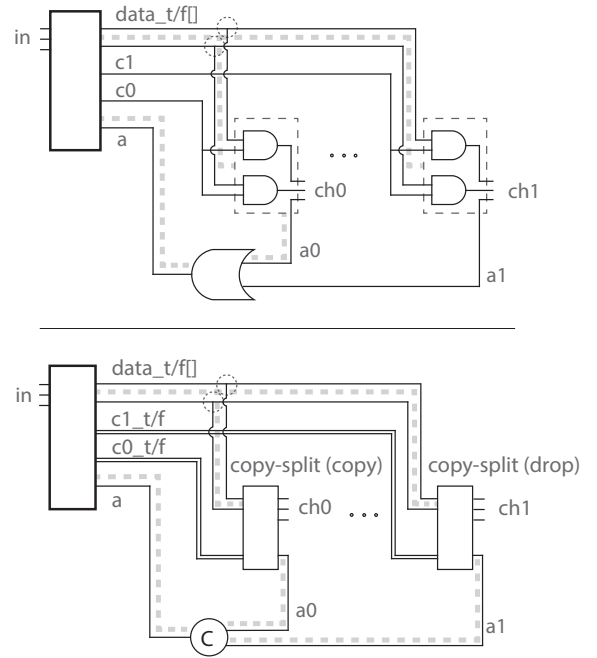 data_t/f[]
in
c1
c0
a
ch0
ch1
a0
a1
data_t/f[]
in
c1_t/f
c0_t/f
copy-split (copy)
copy-split (drop)
a
ch0
ch1
a0
a1
C